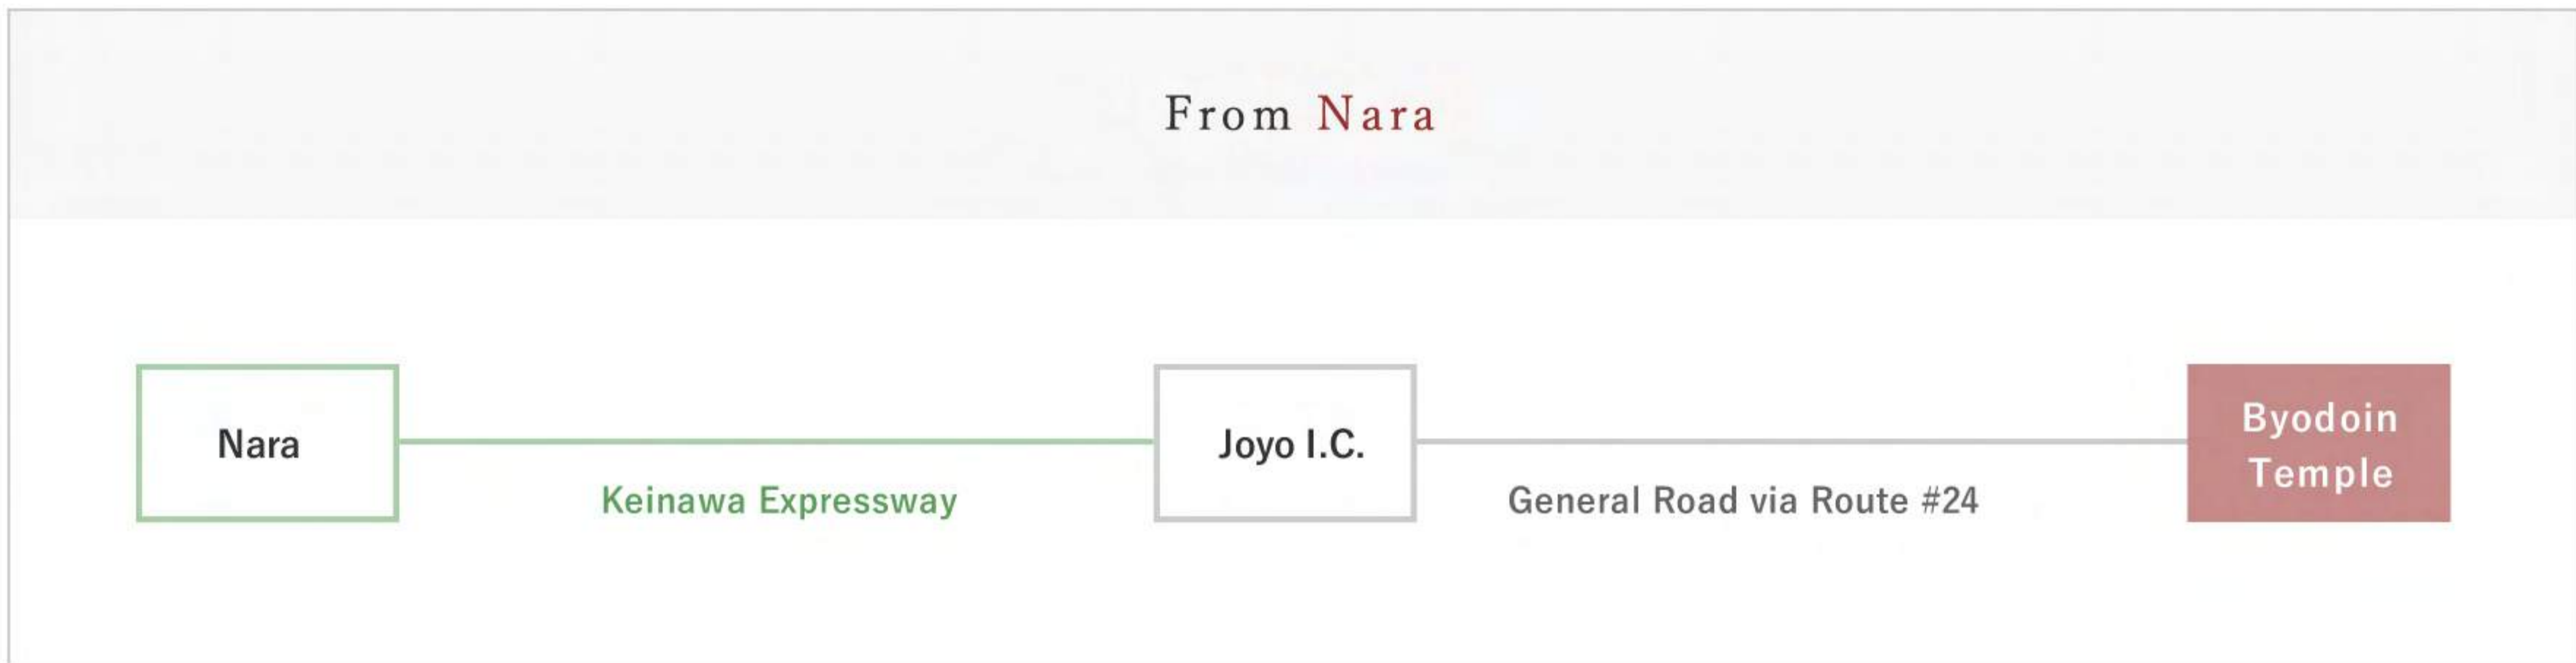 From Nara
Nara
Keinawa Expressway
Joyo I.C.
General Road via Route #24
Byodoin
Temple